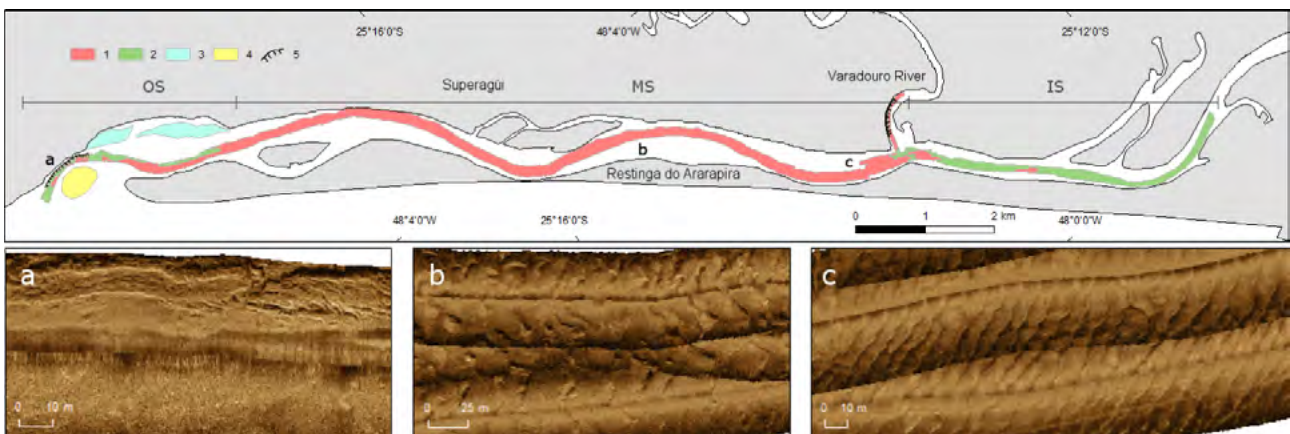 25°16'0"S
48°4'0"W
25°12'0"S
1
2
3
4
5
Varadouro River
OS
Superagüi
MS
IS
a
b
c
Restinga do Ararapira
48°4'0"W
25°16'0"S
0 1 2 km
48°0'0"W
a
0 10 m
b
0 25 m
c
0 10 m